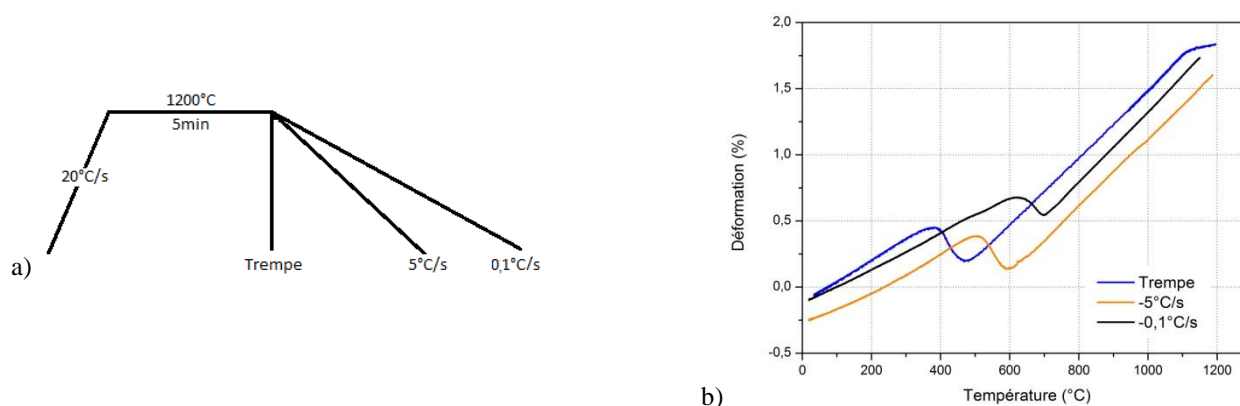 1200°C
5min
20°C/s
Trempe
5°C/s
0,1°C/s
a)
2,0
1,5
1,0
0,5
0,0
-0,5
Déformation (%)
Trempe
-5°C/s
-0,1°C/s
0
200
400
600
800
1000
1200
Température (°C)
b)